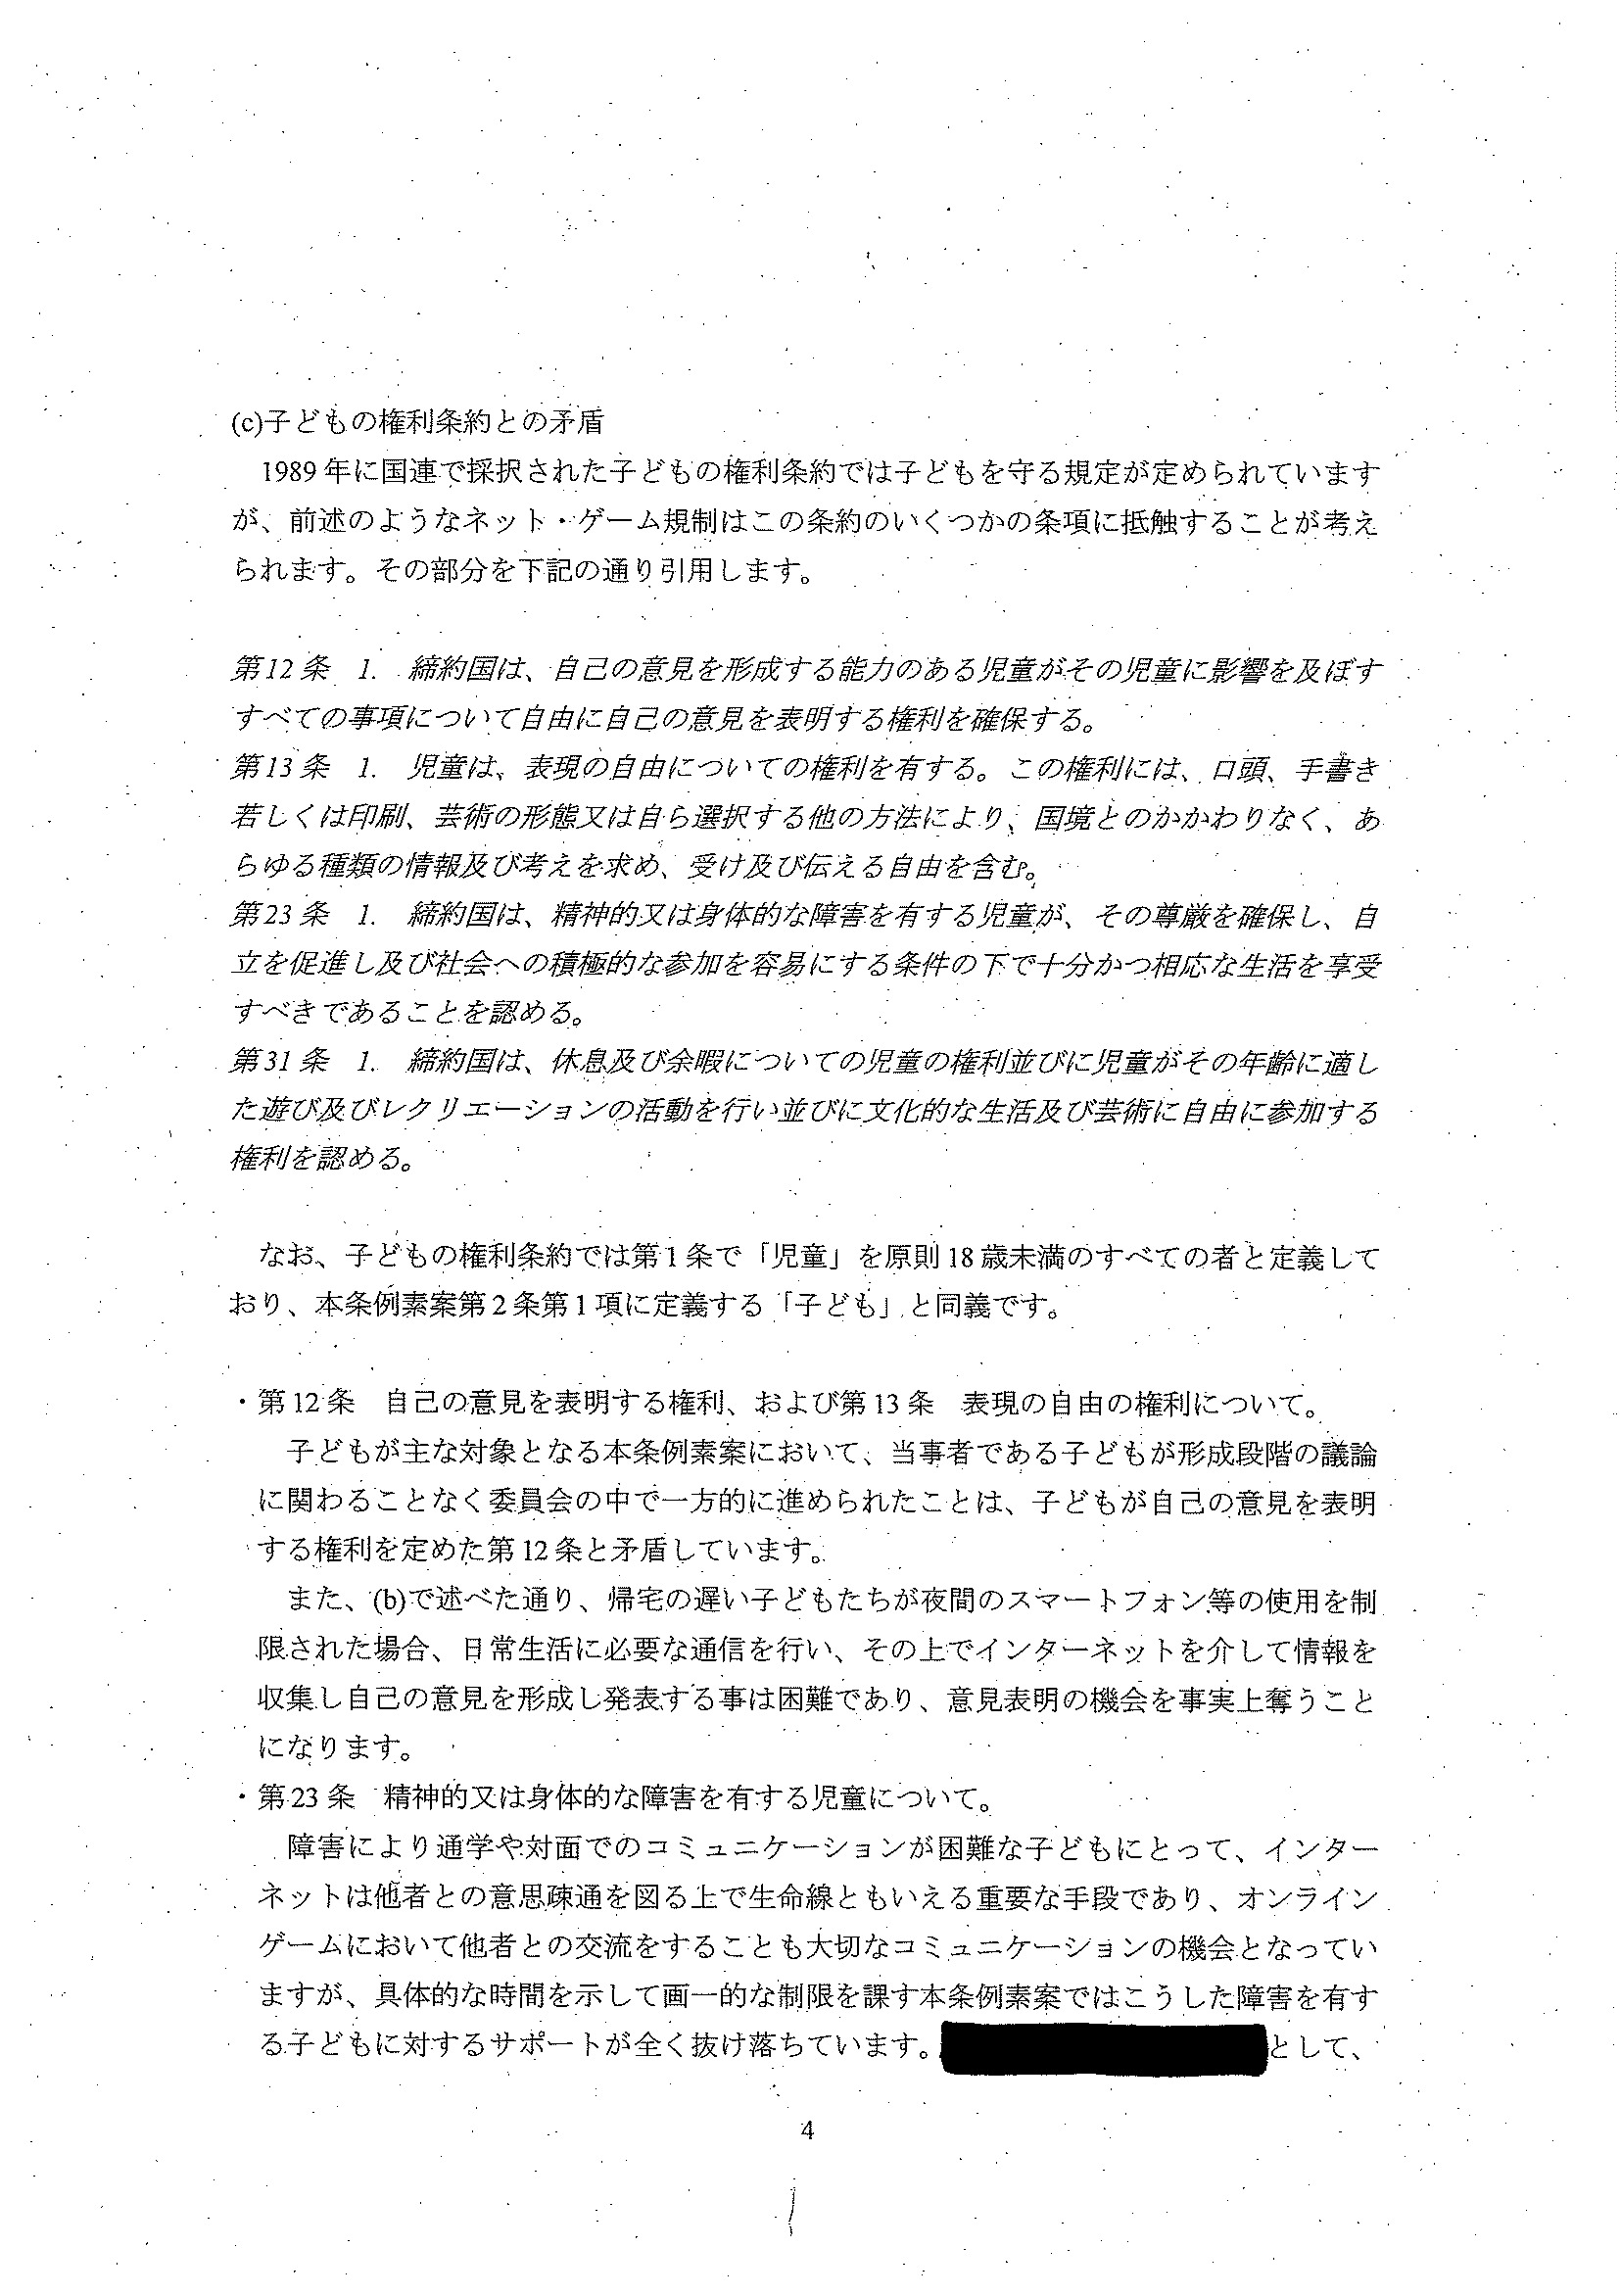 (c)子どもの権利条約との矛盾
1989年に国連で採択された子どもの権利条約では子どもを守る規定が定められています
が、前述のようなネット・ゲーム規制はこの条約のいくつかの条項に抵触することが考え
られます。その部分を下記の通り引用します。
第12条　1.　締約国は、自己の意見を形成する能力のある児童がその児童に影響を及ぼす
すべての事項について自由に自己の意見を表明する権利を確保する。
第13条　1.　児童は、表現の自由についての権利を有する。この権利には、口頭、手書き
若しくは印刷、芸術の形態又は自ら選択する他の方法により、国境とのかかわりなく、あ
らゆる種類の情報及び考えを求め、受け及び伝える自由を含む。
第23条　1.　締約国は、精神的又は身体的な障害を有する児童が、その尊厳を確保し、自
立を促進し及び社会への積極的な参加を容易にする条件の下で十分かつ相応な生活を享受
すべきであることを認める。
第31条　1.　締約国は、休息及び余暇についての児童の権利並びに児童がその年齢に適し
た遊び及びレクリエーションの活動を行い並びに文化的な生活及び芸術に自由に参加する
権利を認める。
なお、子どもの権利条約では第1条で「児童」を原則18歳未満のすべての者と定義して
おり、本条例素案第2条第1項に定義する「子ども」と同義です。
・第12条　自己の意見を表明する権利、および第13条　表現の自由の権利について。
子どもが主な対象となる本条例素案において、当事者である子どもが形成段階の議論
に関わることなく委員会の中で一方的に進められたことは、子どもが自己の意見を表明
する権利を定めた第12条と矛盾しています。
また、(b)で述べた通り、帰宅の遅い子どもたちが夜間のスマートフォン等の使用を制
限された場合、日常生活に必要な通信を行い、その上でインターネットを介して情報を
収集し自己の意見を形成し発表する事は困難であり、意見表明の機会を事実上奪うこと
になります。
・第23条　精神的又は身体的な障害を有する児童について。
障害により通学や対面でのコミュニケーションが困難な子どもにとって、インター
ネットは他者との意思疎通を図る上で生命線ともいえる重要な手段であり、オンライン
ゲームにおいて他者との交流をすることも大切なコミュニケーションの機会となってい
ますが、具体的な時間を示して画一的な制限を課す本条例素案ではこうした障害を有す
る子どもに対するサポートが全く抜け落ちています。として、
4